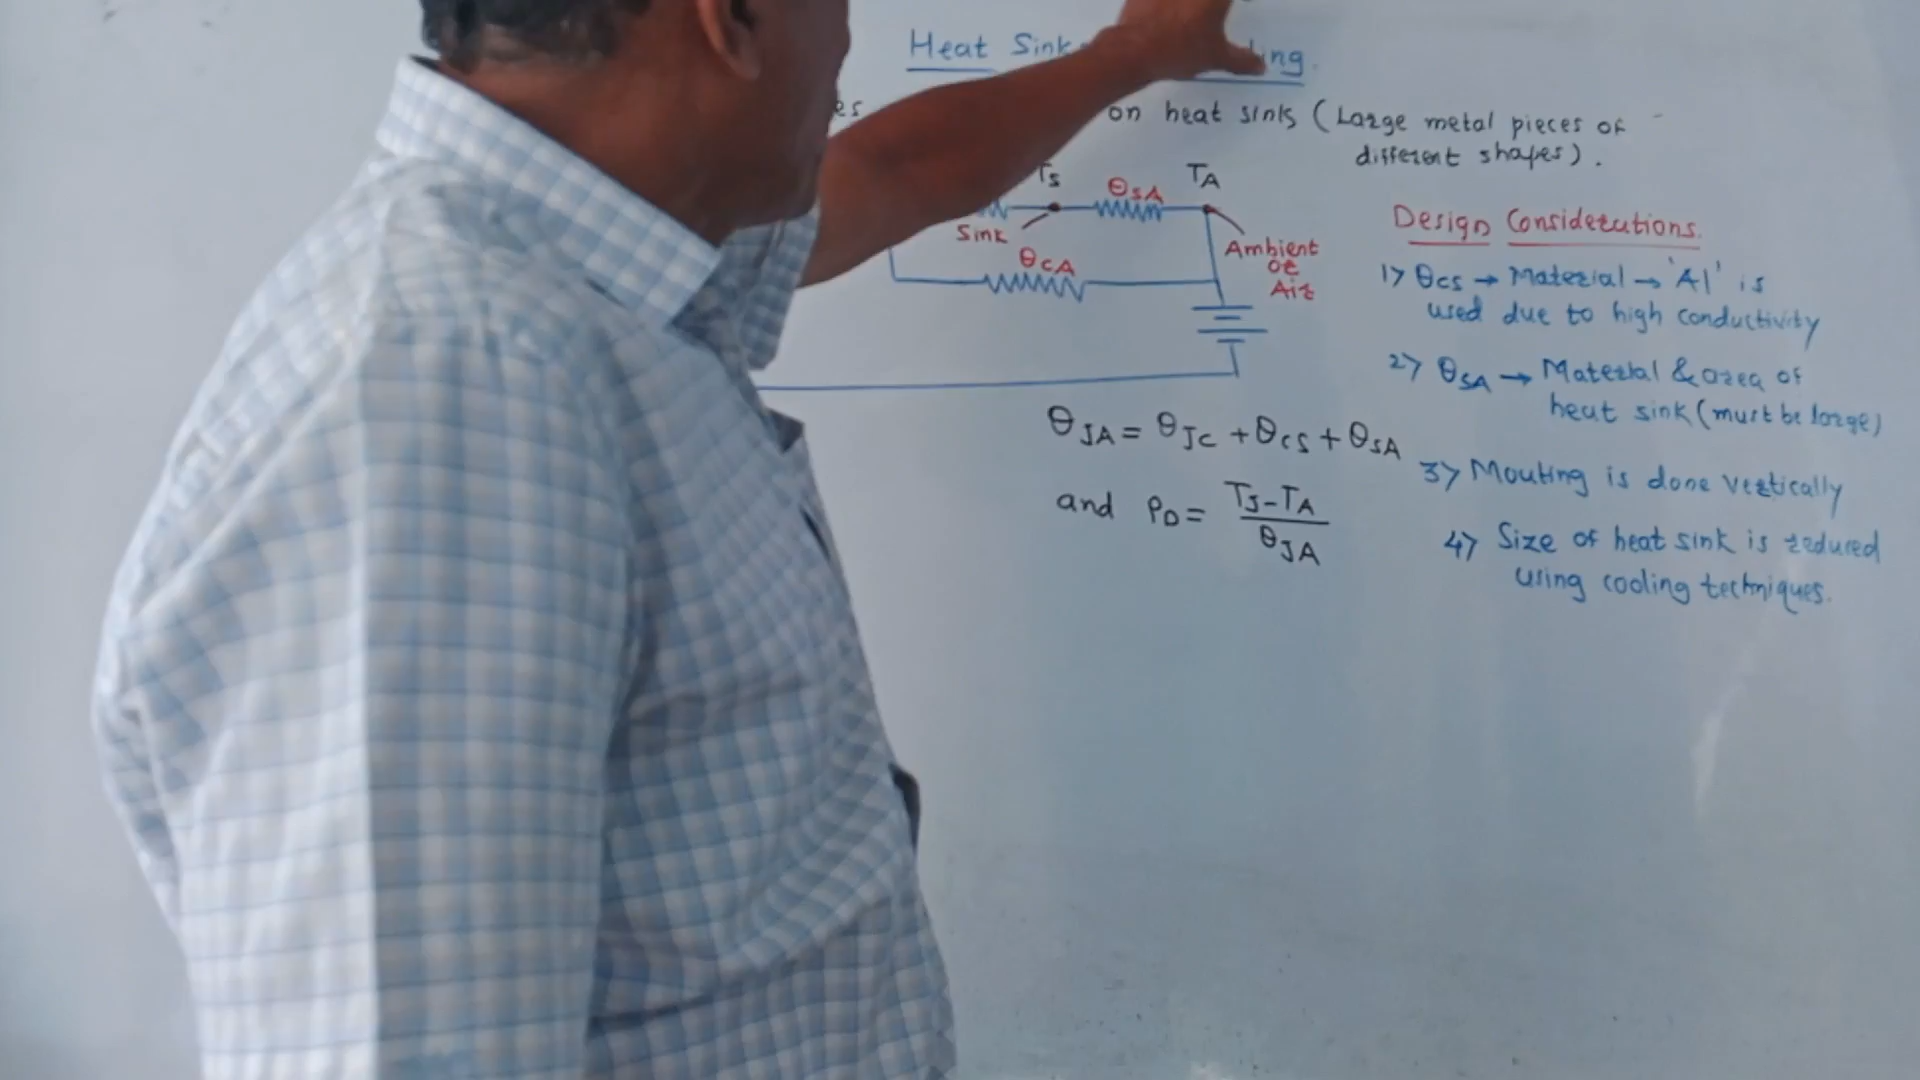 Heat Sink
on heat sinks (Large metal pieces of
different shapes).
Ts θSA TA
Sink
θCA
Ambient
or
Air
θJA = θJC + θCS + θSA
and PD = TJ-TA
θJA
Design Considerations.
1> θCS → Material → 'Al' is
used due to high conductivity
2> θSA → Material & area of
heat sink (must be large)
3> Mouting is done vertically
4> Size of heat sink is reduced
using cooling techniques.